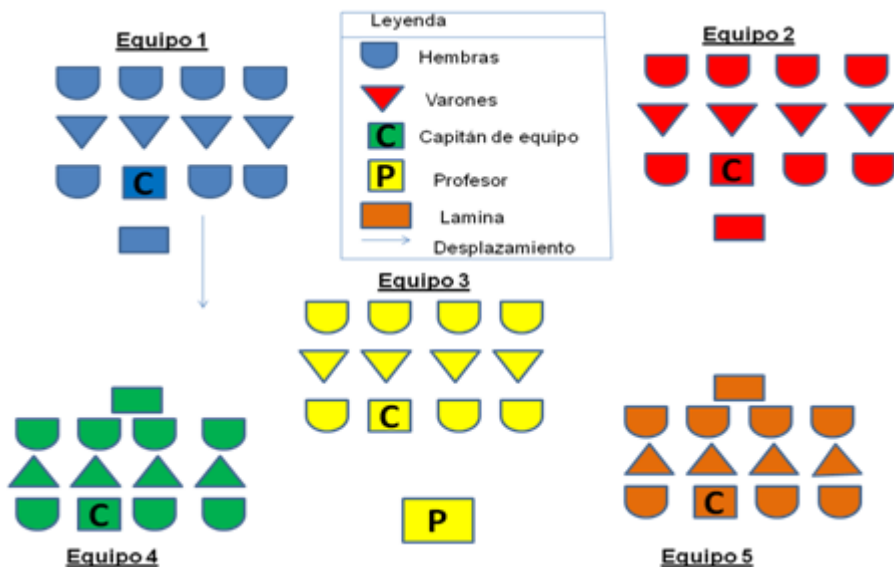 Equipo 1
Leyenda
Hembras
Varones
C Capitán de equipo
P Profesor
Lamina
Desplazamiento
Equipo 2
C
C
Equipo 3
C
P
C
Equipo 4
C
Equipo 5